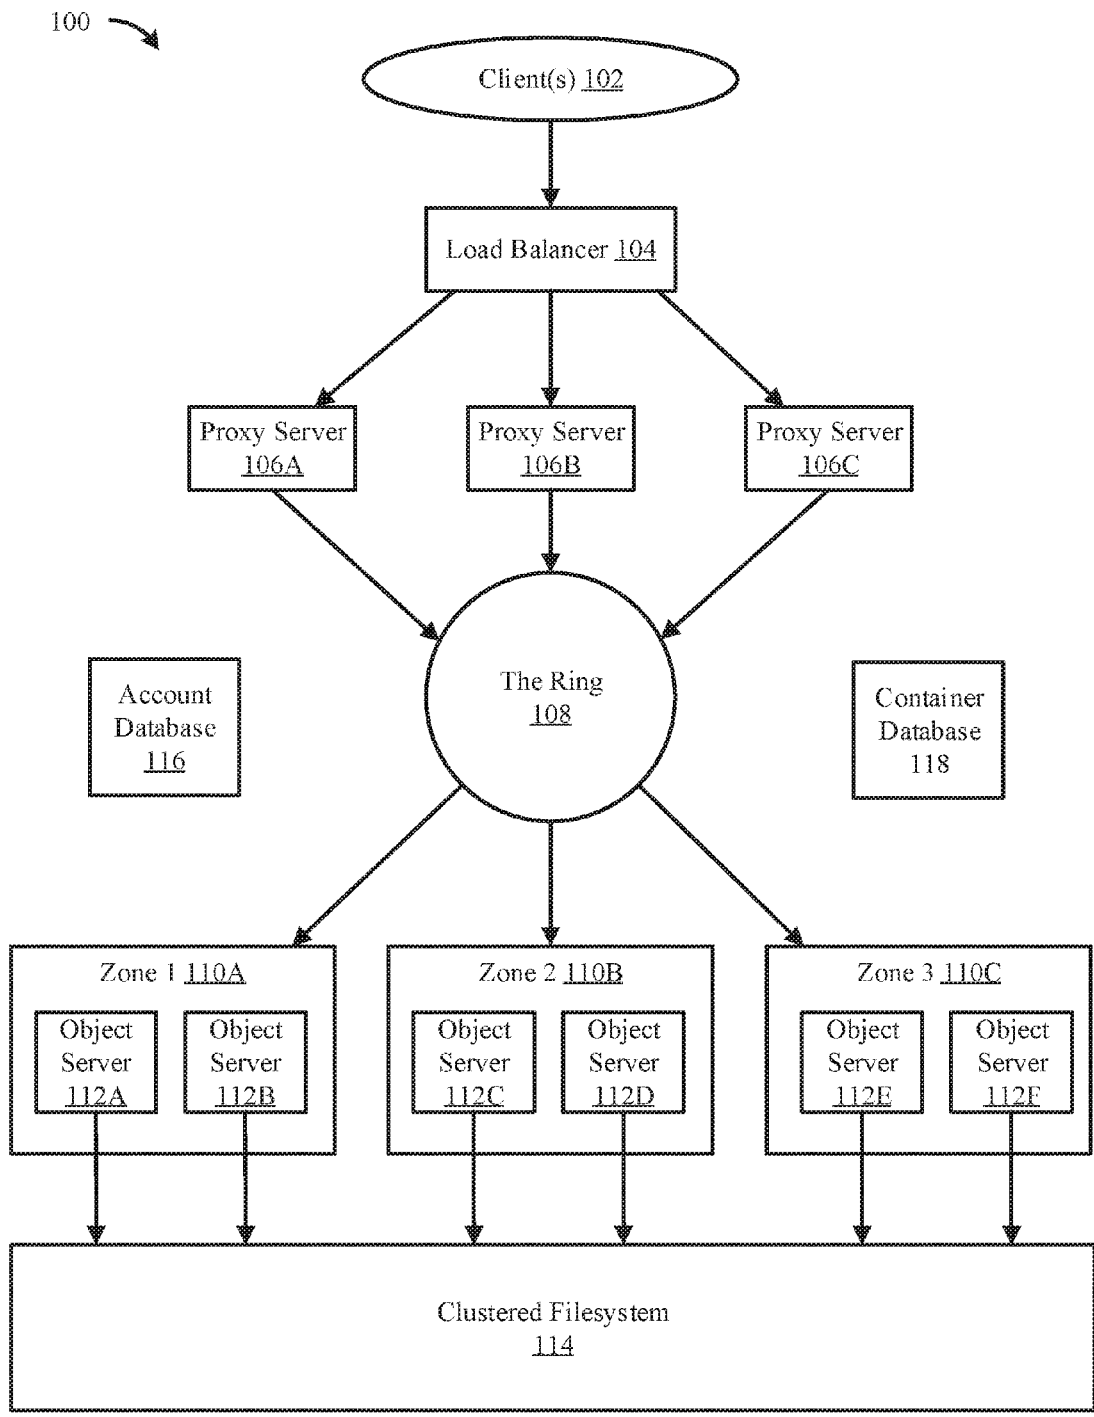 100
Client(s) 102
Load Balancer 104
Proxy Server
106A
Proxy Server
106B
Proxy Server
106C
The Ring
108
Account
Database
116
Container
Database
118
Zone 1 110A
Object
Server
112A
Object
Server
112B
Zone 2 110B
Object
Server
112C
Object
Server
112D
Zone 3 110C
Object
Server
112E
Object
Server
112F
Clustered Filesystem
114